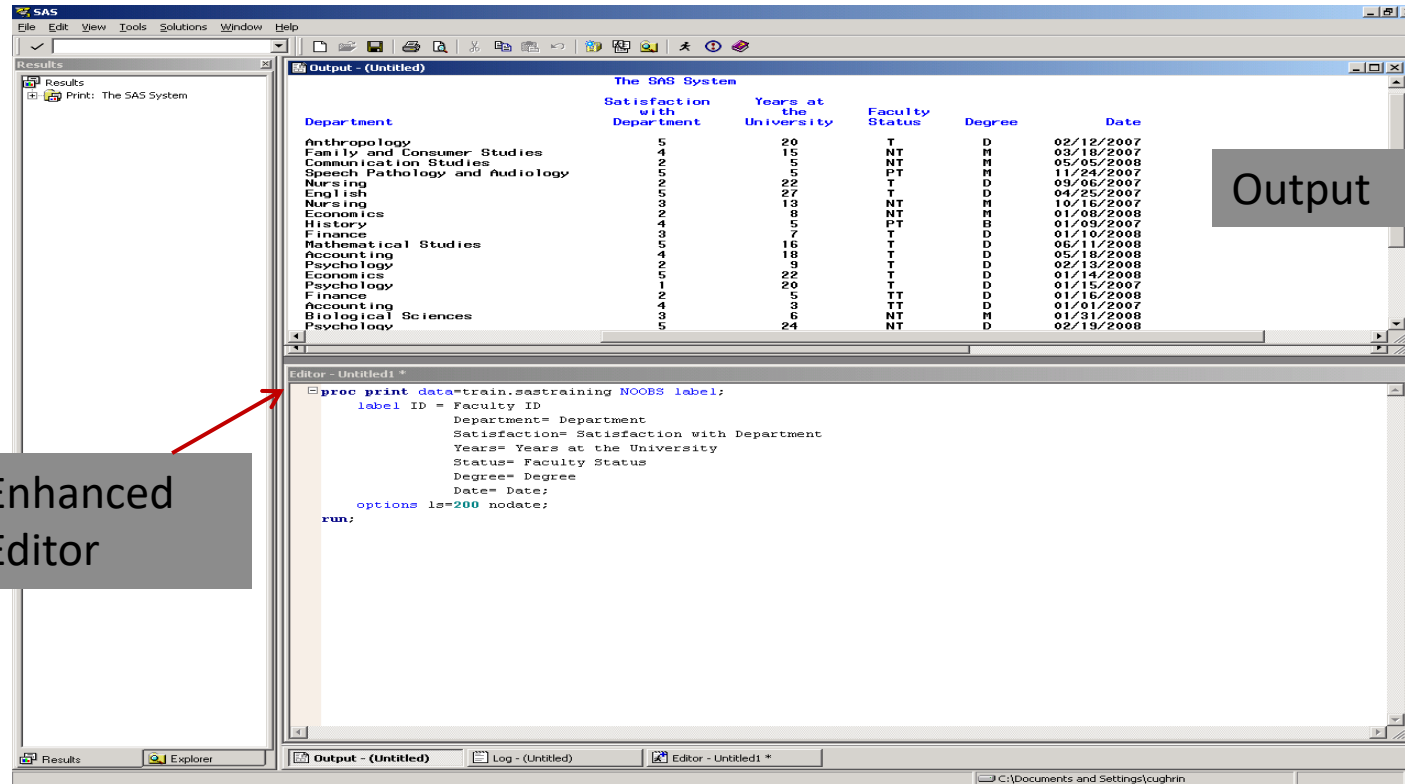 SAS
File Edit View Tools Solutions Window Help
Results
Results
Print: The SAS System
Output - (Untitled)
The SAS System
Department Satisfaction with Department Years at the University Faculty Status Degree Date
Anthropology 5 20 T D 02/12/2007
Family and Consumer Studies 4 15 NT M 03/18/2007
Communication Studies 2 5 NT M 05/05/2008
Speech Pathology and Audiology 5 5 PT M 11/24/2007
Nursing 2 22 T D 09/06/2007
English 5 27 T D 04/25/2007
Nursing 3 13 NT M 10/16/2007
Economics 2 8 NT M 01/08/2008
History 4 5 PT B 01/09/2007
Finance 3 7 T D 01/10/2008
Mathematical Studies 5 16 T D 06/11/2008
Accounting 4 18 T D 05/18/2008
Psychology 2 9 T D 02/13/2008
Economics 5 22 T D 01/14/2008
Psychology 1 20 T D 01/15/2007
Finance 2 5 TT D 01/16/2008
Accounting 4 3 TT D 01/01/2007
Biological Sciences 3 6 NT M 01/31/2008
Psychology 5 24 NT D 02/19/2008
Output
Editor - Untitled1 *
proc print data=train.sastraining NOOBS label;
label ID = Faculty ID
Department= Department
Satisfaction= Satisfaction with Department
Years= Years at the University
Status= Faculty Status
Degree= Degree
Date= Date;
options ls=200 nodate;
run;
Enhanced
Editor
Results Explorer
Output - (Untitled) Log - (Untitled) Editor - Untitled1 *
C:\Documents and Settings\cughrin